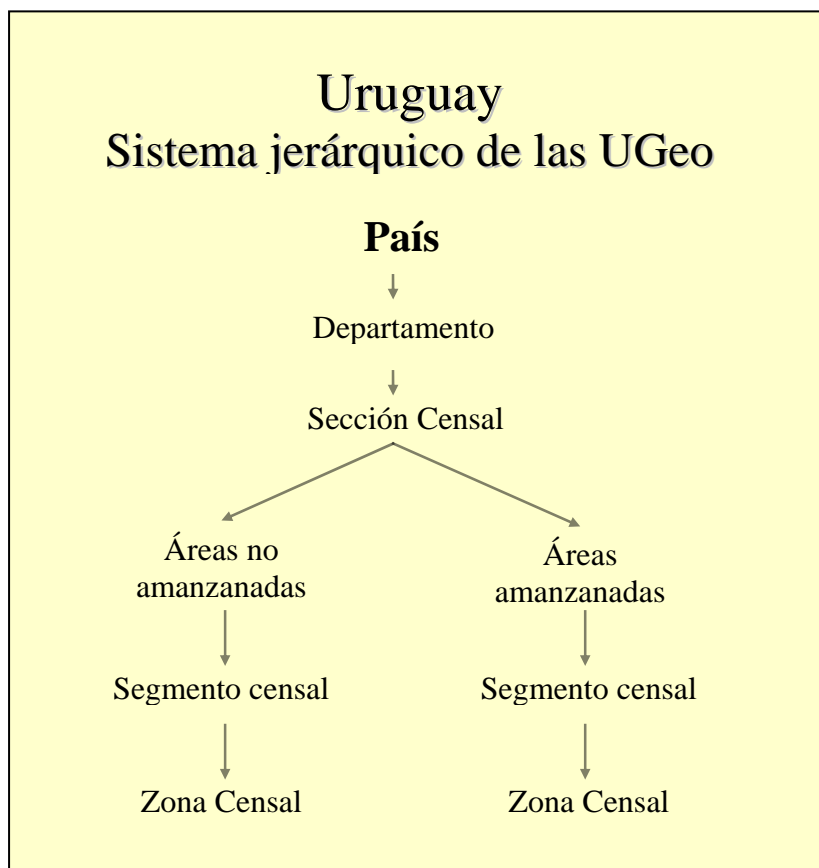 Uruguay
Sistema jerárquico de las UGeo
País
Departamento
Sección Censal
Áreas no
amanzanadas
Áreas
amanzanadas
Segmento censal
Segmento censal
Zona Censal
Zona Censal